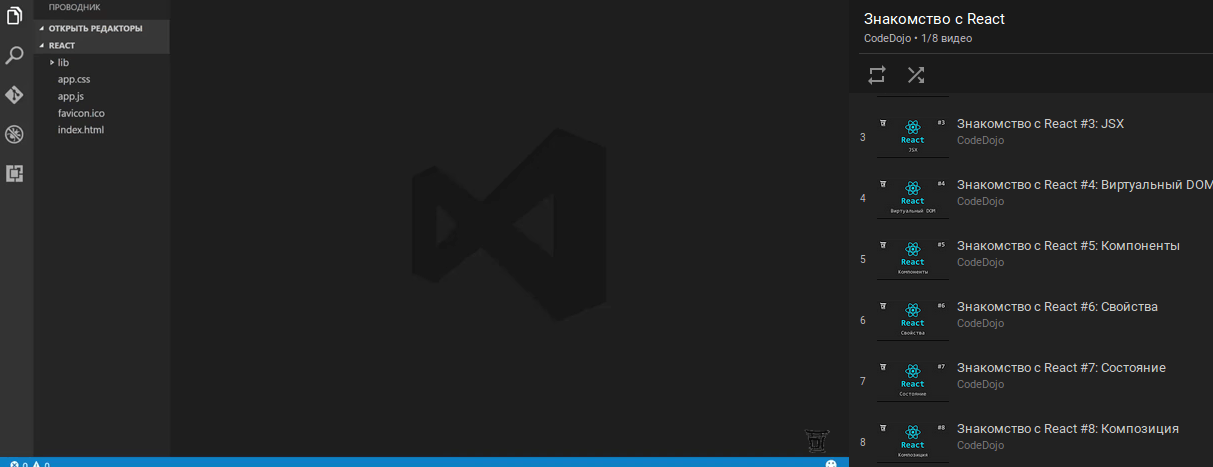 ПРОВОДНИК
ОТКРЫТЬ РЕДАКТОРЫ
REACT
lib
app.css
app.js
favicon.ico
index.html
0 0
Знакомство с React
CodeDojo • 1/8 видео
3
#3
React
JSX
Знакомство с React #3: JSX
CodeDojo
4
#4
React
Виртуальный DOM
Знакомство с React #4: Виртуальный DOM
CodeDojo
5
#5
React
Компоненты
Знакомство с React #5: Компоненты
CodeDojo
6
#6
React
Свойства
Знакомство с React #6: Свойства
CodeDojo
7
#7
React
Состояние
Знакомство с React #7: Состояние
CodeDojo
8
#8
React
Композиция
Знакомство с React #8: Композиция
CodeDojo